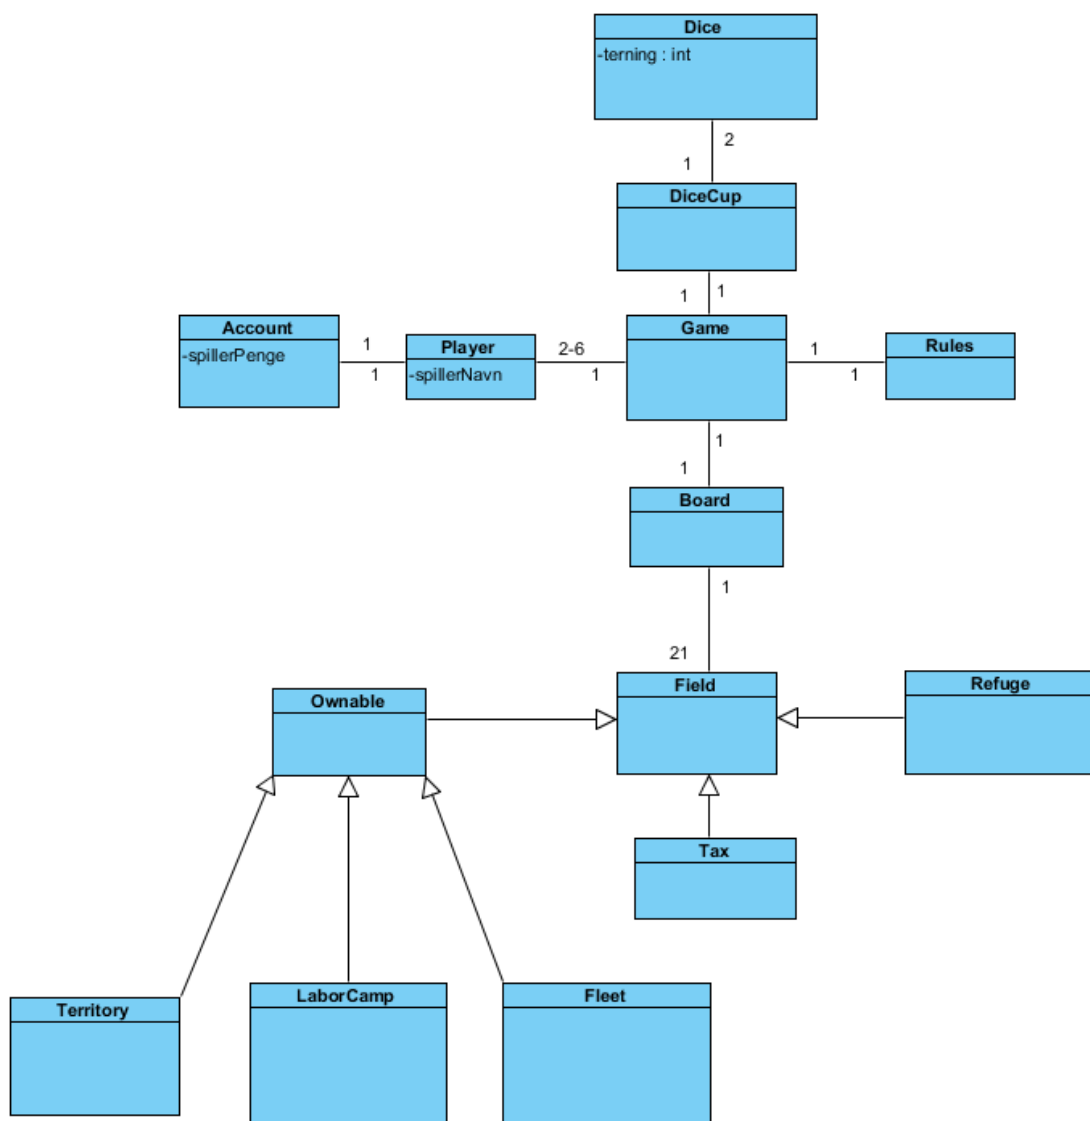 Dice
-terning : int
2
1
DiceCup
1
1
Account
-spillerPenge
1
1
Player
-spillerNavn
2-6
1
Game
1
1
Rules
1
1
Board
1
21
Ownable
Field
Refuge
Tax
Territory
LaborCamp
Fleet